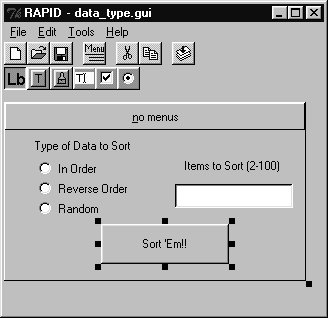 RAPID - data_type.gui
File Edit Tools Help
Menu
Lb T T
no menus
Type of Data to Sort
In Order
Items to Sort (2-100)
Reverse Order
Random
Sort 'Em!!